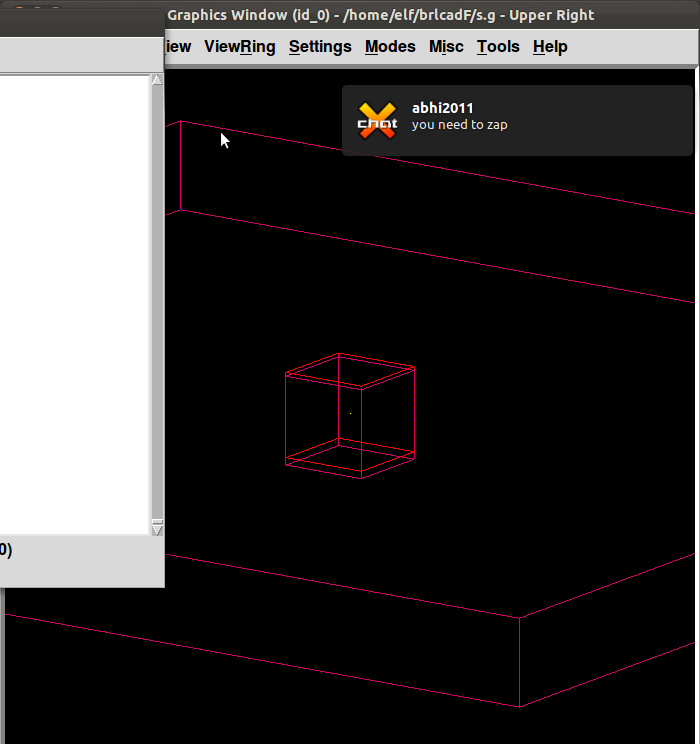 Graphics Window (id_0) - /home/elf/brlcadF/s.g - Upper Right
iew ViewRing Settings Modes Misc Tools Help
abhi2011
chat
you need to zap
0)